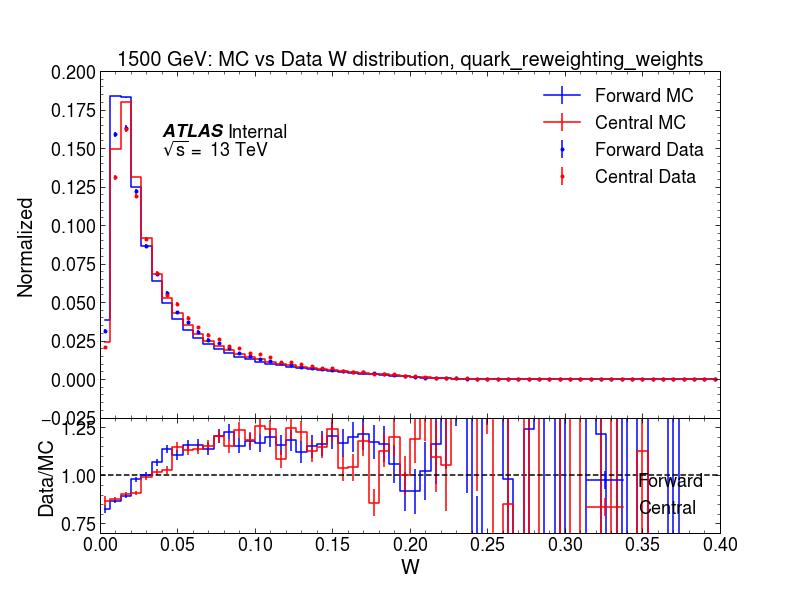 1500 GeV: MC vs Data W distribution, quark_reweighting_weights
0.200
0.175
0.150
0.125
0.100
0.075
0.050
0.025
0.000
−0.025
Normalized
ATLAS Internal
√s = 13 TeV
Forward MC
Central MC
Forward Data
Central Data
1.25
1.00
0.75
Data/MC
Forward
Central
0.00 0.05 0.10 0.15 0.20 0.25 0.30 0.35 0.40
W